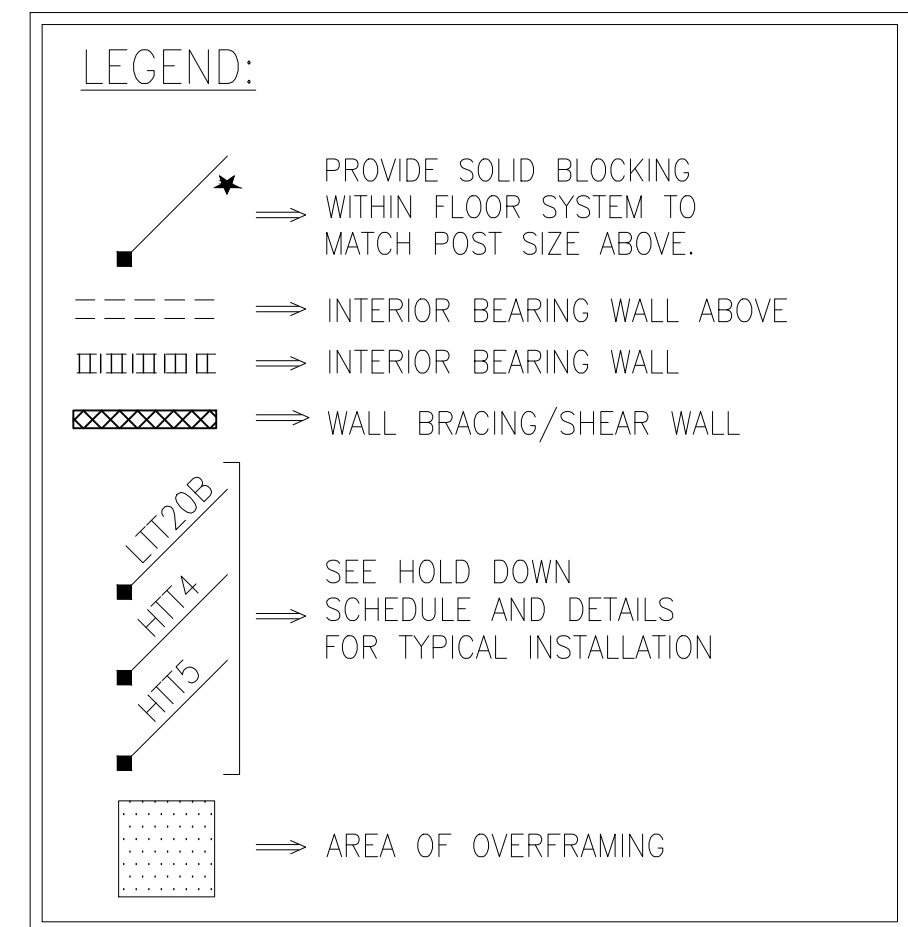 LEGEND:
PROVIDE SOLID BLOCKING
WITHIN FLOOR SYSTEM TO
MATCH POST SIZE ABOVE.
INTERIOR BEARING WALL ABOVE
INTERIOR BEARING WALL
WALL BRACING/SHEAR WALL
LTT20B
HTT4
HTT5
SEE HOLD DOWN
SCHEDULE AND DETAILS
FOR TYPICAL INSTALLATION
AREA OF OVERFRAMING